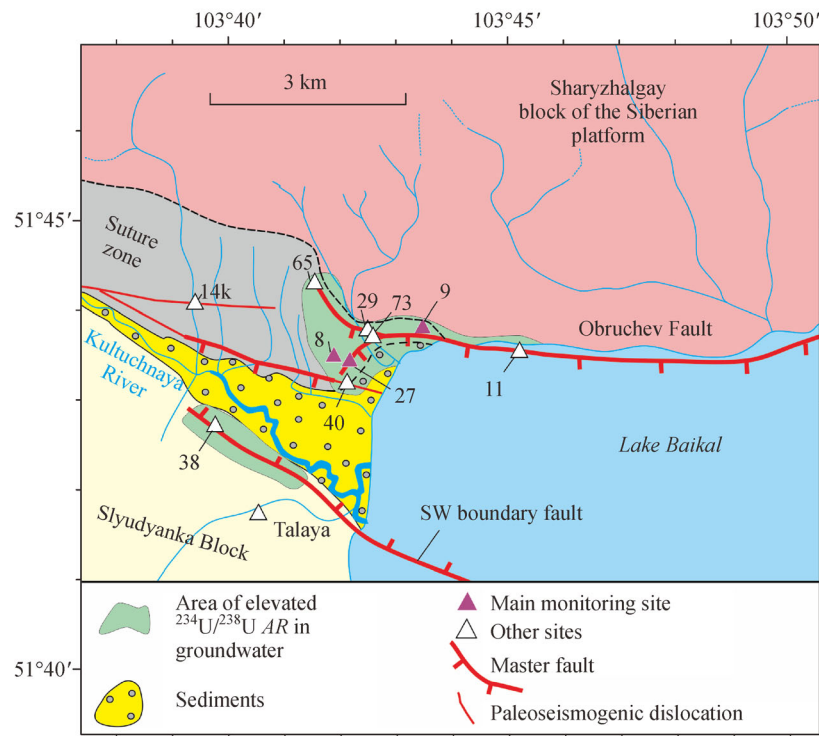 103°40′ 103°45′ 103°50′
3 km
Sharyzhalgay
block of the Siberian
platform
51°45′
Suture
zone
65
14k
29
73
9
8
Obruchev Fault
Kultuchnaya
River
11
27
40
38
Lake Baikal
SW boundary fault
Talaya
Slyudyanka Block
Area of elevated
²³⁴U/²³⁸U AR in
groundwater
Sediments
Main monitoring site
Other sites
Master fault
Paleoseismogenic dislocation
51°40′